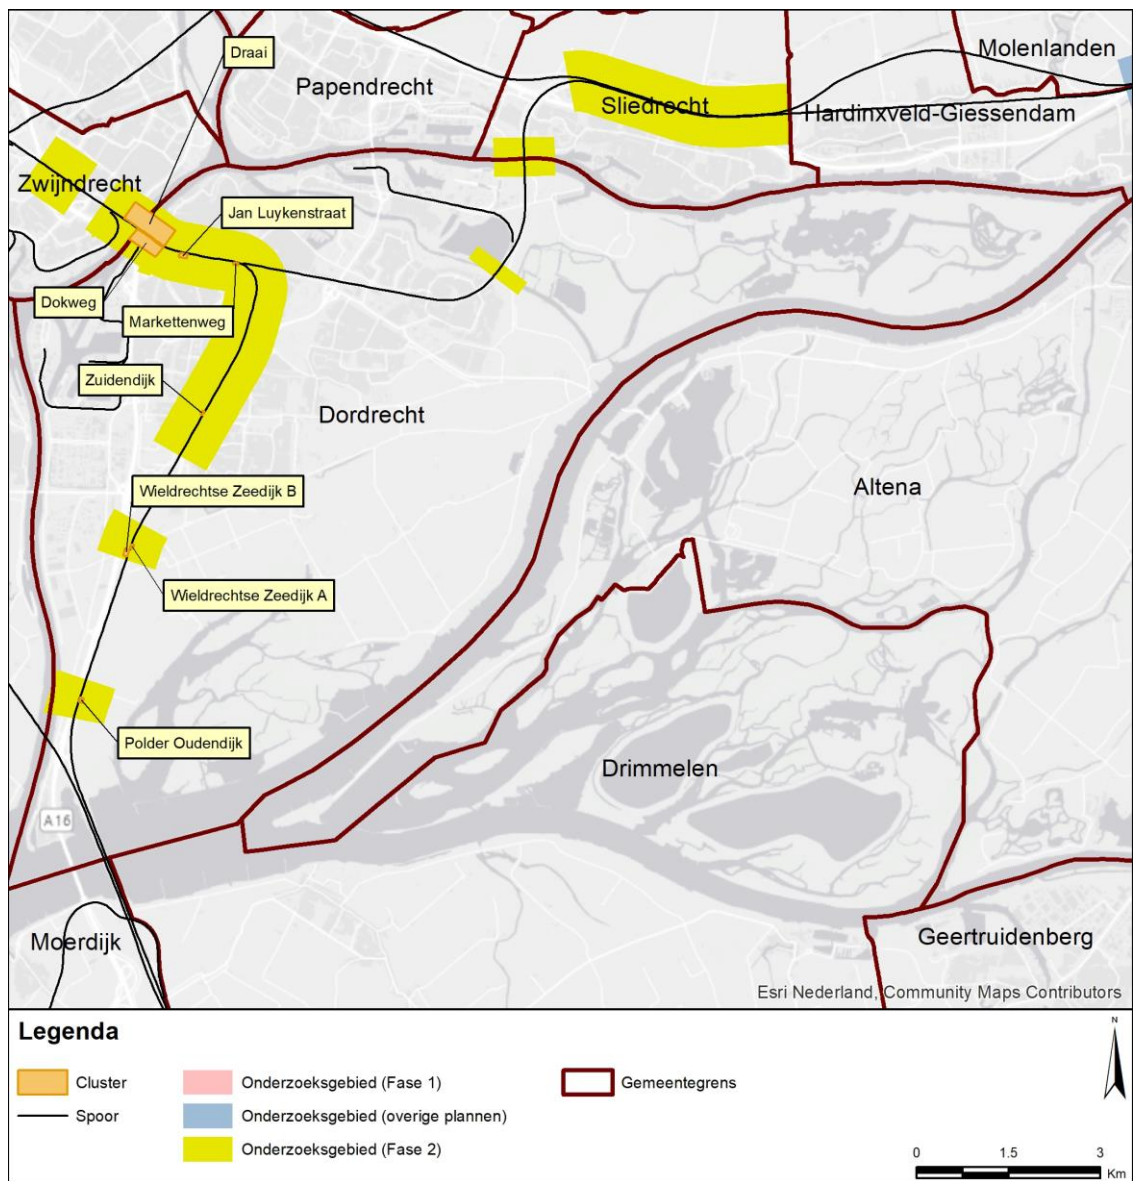 Draai
Molenlanden
Papendrecht
Sliedrecht
Hardinxveld-Giessendam
Zwijndrecht
Jan Luykenstraat
Dokweg
Markettenweg
Zuidendijk
Dordrecht
Wieldrechtse Zeedijk B
Altena
Wieldrechtse Zeedijk A
Polder Oudendijk
Drimmelen
A16
Moerdijk
Geertruidenberg
Esri Nederland, Community Maps Contributors
Legenda
N
Cluster
Onderzoeksgebied (Fase 1)
Gemeentegrens
Spoor
Onderzoeksgebied (overige plannen)
Onderzoeksgebied (Fase 2)
0 1.5 3
Km